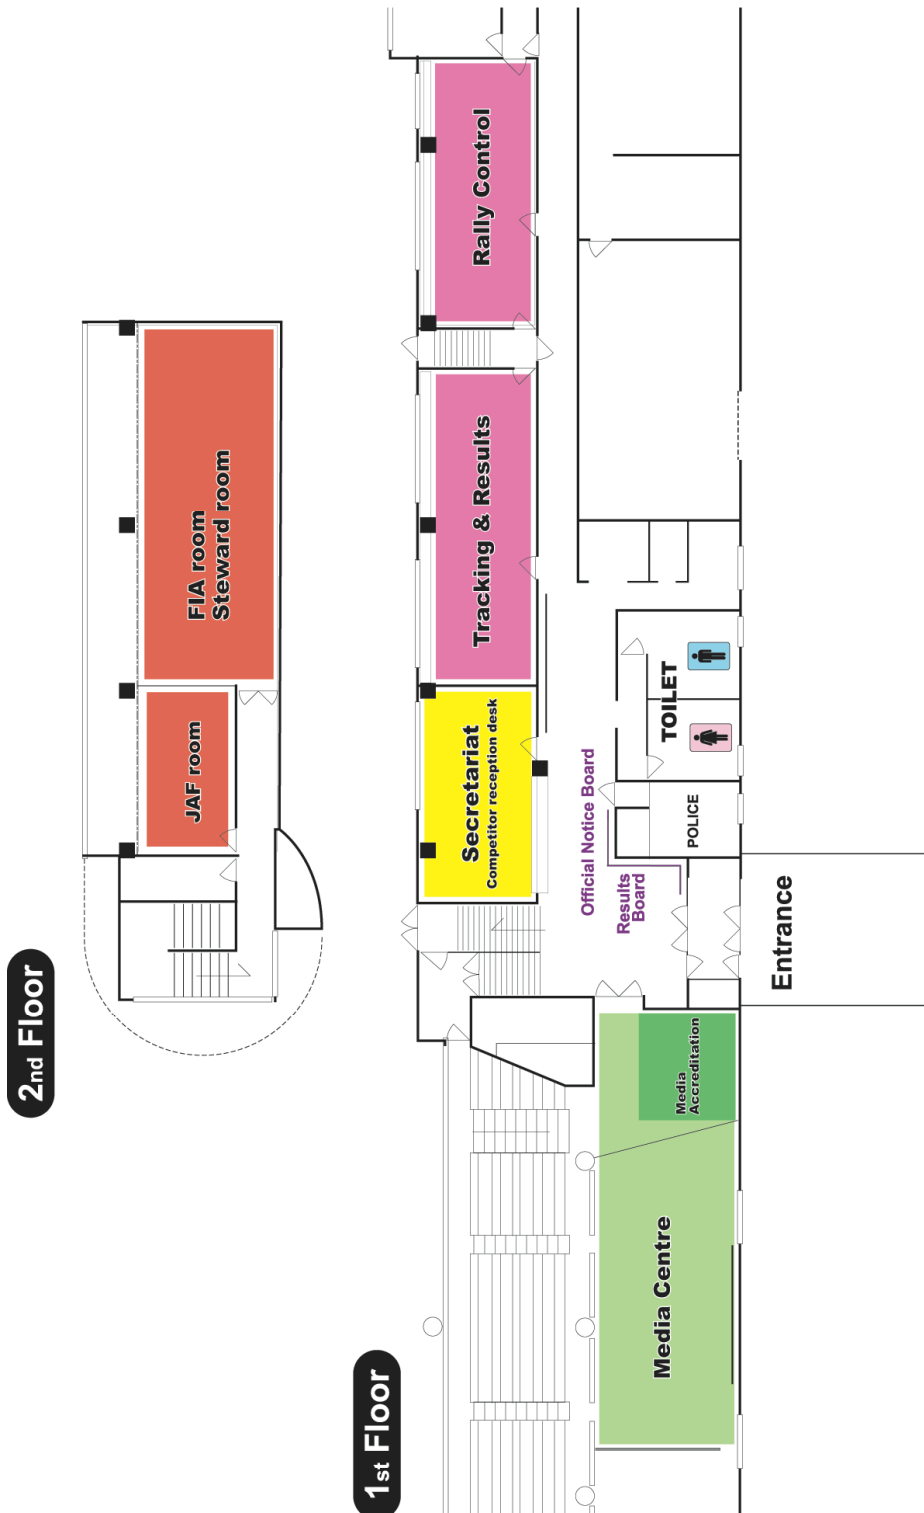 2nd Floor
JAF room
FIA room
Steward room
1st Floor
Media Centre
Media
Accreditation
Entrance
Results
Board
Official Notice Board
POLICE
TOILET
Secretariat
Competitor reception desk
Tracking & Results
Rally Control